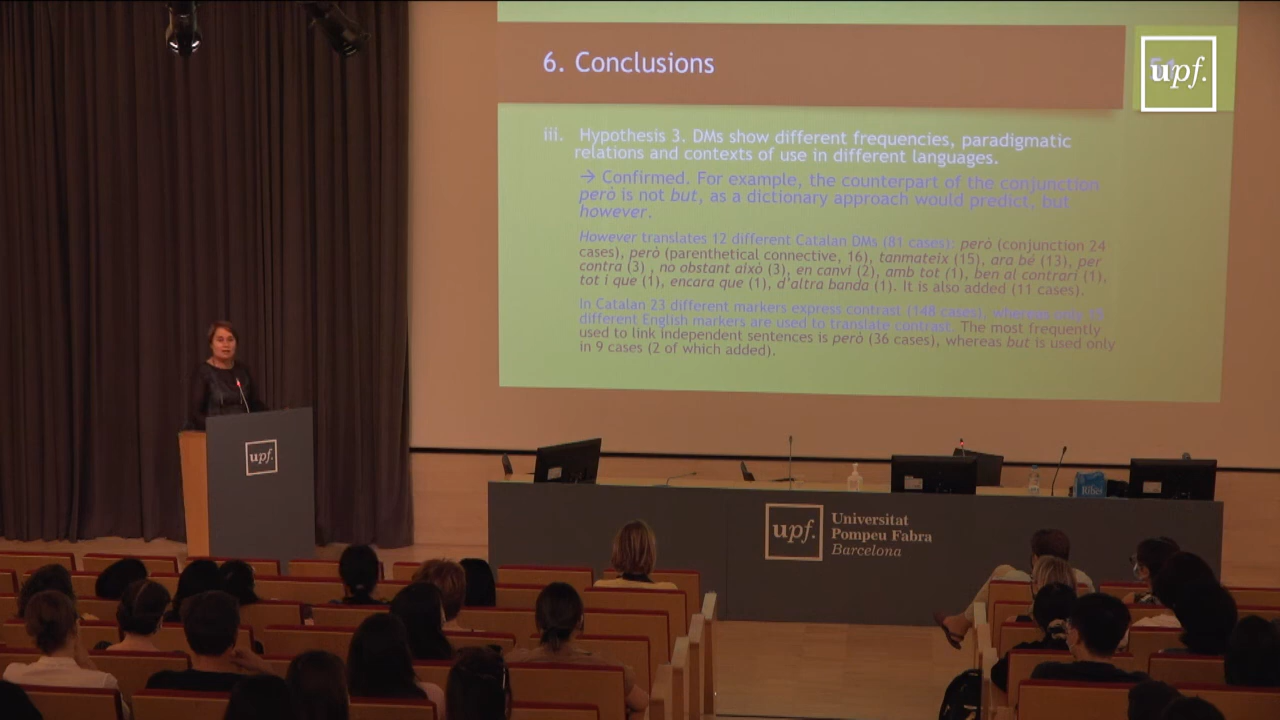 6. Conclusions
upf.
iii. Hypothesis 3. DMs show different frequencies, paradigmatic
relations and contexts of use in different languages.
→ Confirmed. For example, the counterpart of the conjunction
però is not but, as a dictionary approach would predict, but
however.
However translates 12 different Catalan DMs (81 cases): però (conjunction 24
cases), però (parenthetical connective, 16), tanmateix (15), ara bé (13), per
contra (3) , no obstant això (3), en canvi (2), amb tot (1), ben al contrari (1),
tot i que (1), encara que (1), d'altra banda (1). It is also added (11 cases).
In Catalan 23 different markers express contrast (148 cases), whereas only
different English markers are used to translate contrast. The most frequently
used to link independent sentences is però (36 cases), whereas but is used only
in 9 cases (2 of which added).
upf.
upf.
Universitat
Pompeu Fabra
Barcelona
Ribes